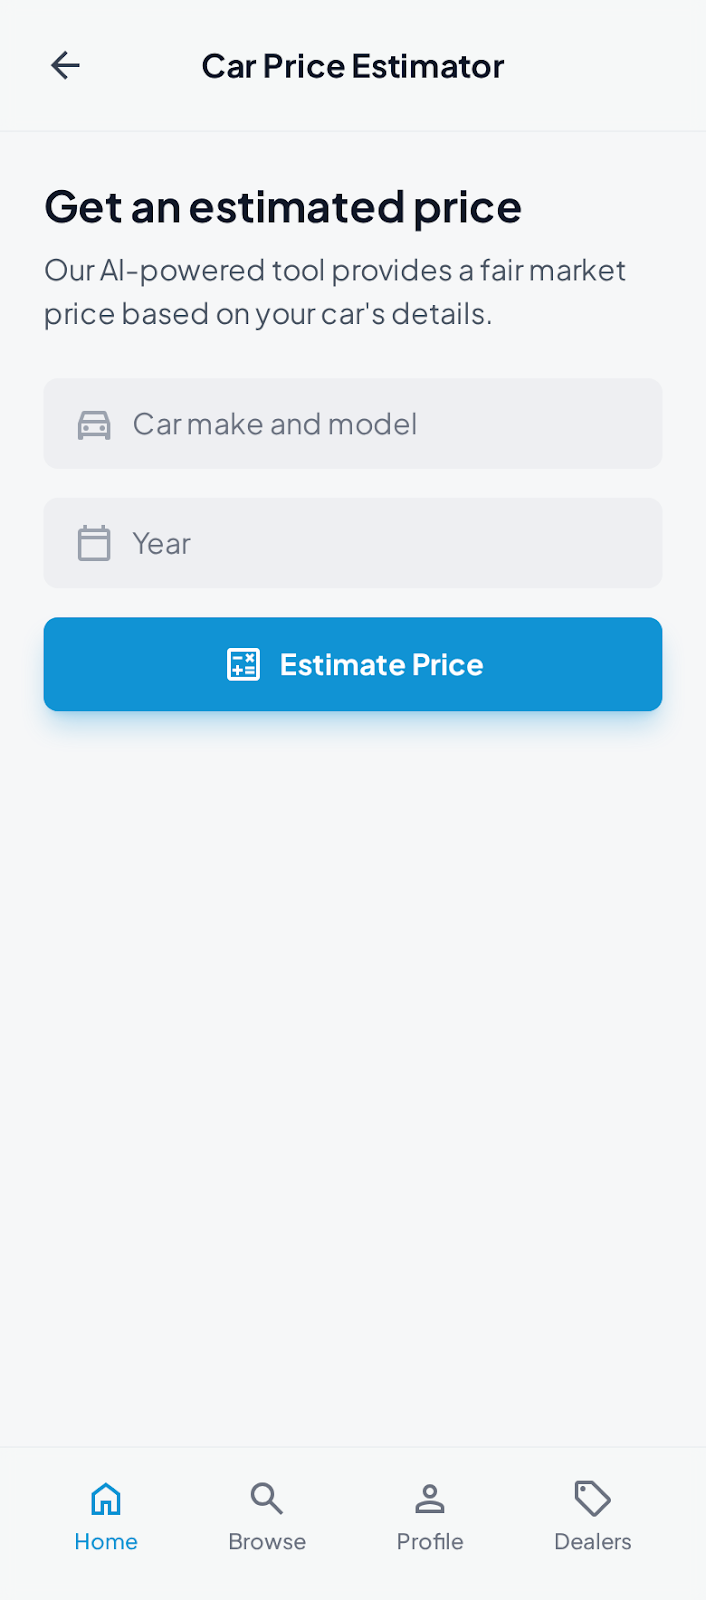 Car Price Estimator
Get an estimated price
Our AI-powered tool provides a fair market
price based on your car's details.
Car make and model
Year
Estimate Price
Home
Browse
Profile
Dealers